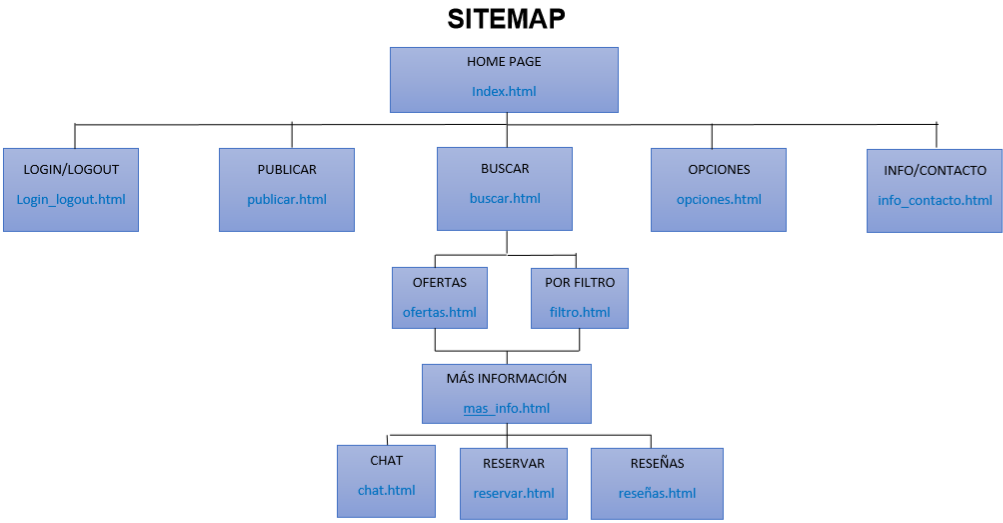 SITEMAP
HOME PAGE
Index.html
LOGIN/LOGOUT
Login_logout.html
PUBLICAR
publicar.html
BUSCAR
buscar.html
OPCIONES
opciones.html
INFO/CONTACTO
info_contacto.html
OFERTAS
ofertas.html
POR FILTRO
filtro.html
MÁS INFORMACIÓN
mas_info.html
CHAT
chat.html
RESERVAR
reservar.html
RESEÑAS
reseñas.html